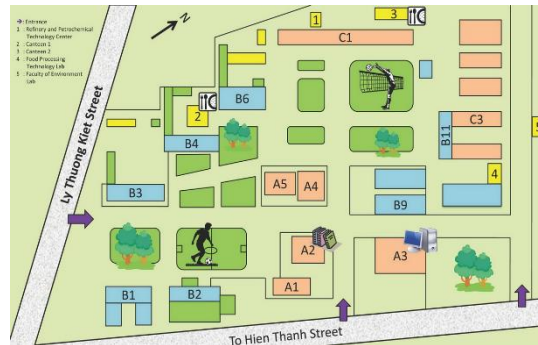 : Entrance
1 : Refinery and Petrochemical
Technology Center
2 : Canteen 1
3 : Canteen 2
4 : Food Processing
Technology Lab
5 : Faculty of Environment
Lab
N
1
3
C1
B6
2
B4
C3
B11
5
4
B3
A5
A4
B9
A2
A3
A1
B1
B2
Ly Thuong Kiet Street
To Hien Thanh Street